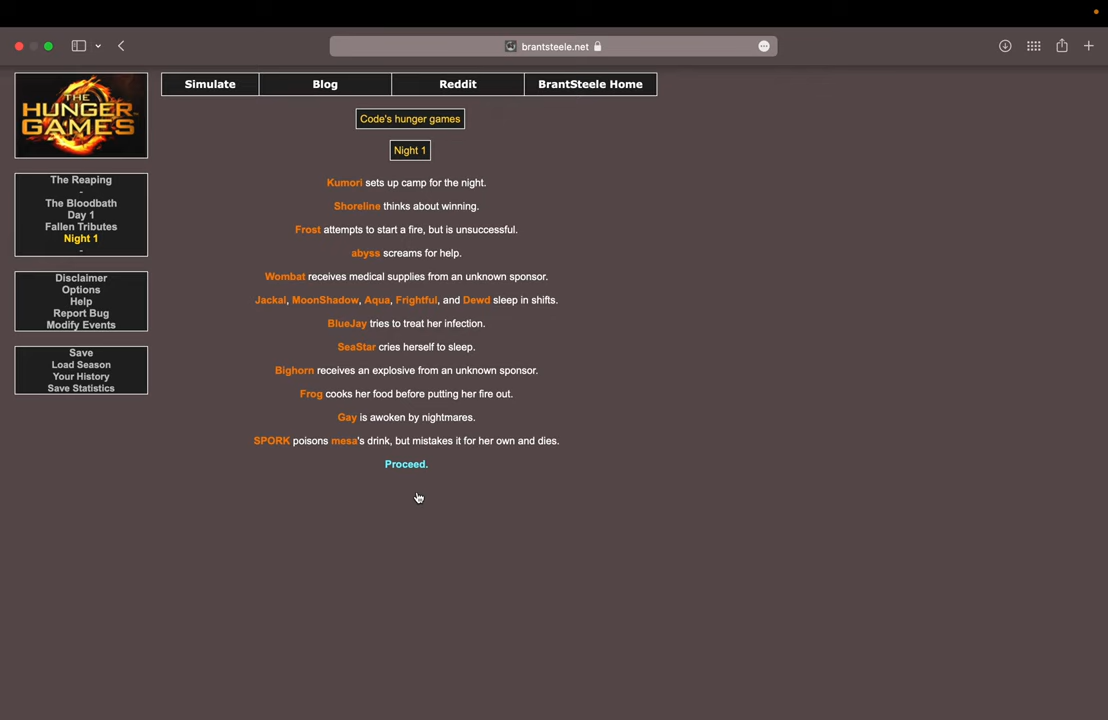 brantsteele.net
THE
HUNGER
GAMES
Simulate
Blog
Reddit
BrantSteele Home
Code's hunger games
Night 1
The Reaping
-
The Bloodbath
Day 1
Fallen Tributes
Night 1
-
Disclaimer
Options
Help
Report Bug
Modify Events
Save
Load Season
Your History
Save Statistics
Kumori sets up camp for the night.
Shoreline thinks about winning.
Frost attempts to start a fire, but is unsuccessful.
abyss screams for help.
Wombat receives medical supplies from an unknown sponsor.
Jackal, MoonShadow, Aqua, Frightful, and Dewd sleep in shifts.
BlueJay tries to treat her infection.
SeaStar cries herself to sleep.
Bighorn receives an explosive from an unknown sponsor.
Frog cooks her food before putting her fire out.
Gay is awoken by nightmares.
SPORK poisons mesa's drink, but mistakes it for her own and dies.
Proceed.